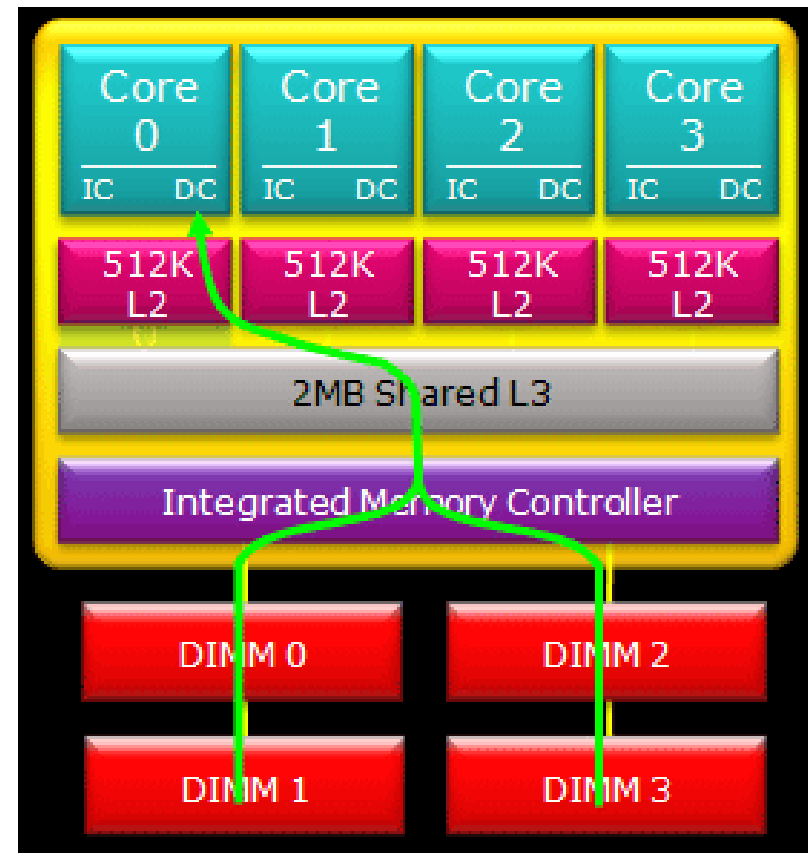 Core Core Core Core
0 1 2 3
IC DC IC DC IC DC IC DC
512K 512K 512K 512K
L2 L2 L2 L2
2MB Shared L3
Integrated Memory Controller
DIMM 0 DIMM 2
DIMM 1 DIMM 3